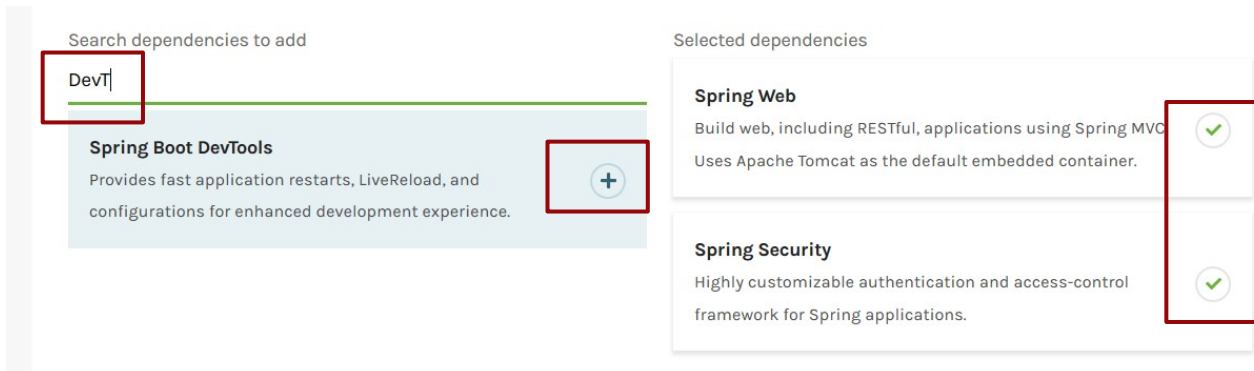 Search dependencies to add
DevT
Spring Boot DevTools
Provides fast application restarts, LiveReload, and
configurations for enhanced development experience.
Selected dependencies
Spring Web
Build web, including RESTful, applications using Spring MVC
Uses Apache Tomcat as the default embedded container.
Spring Security
Highly customizable authentication and access-control
framework for Spring applications.